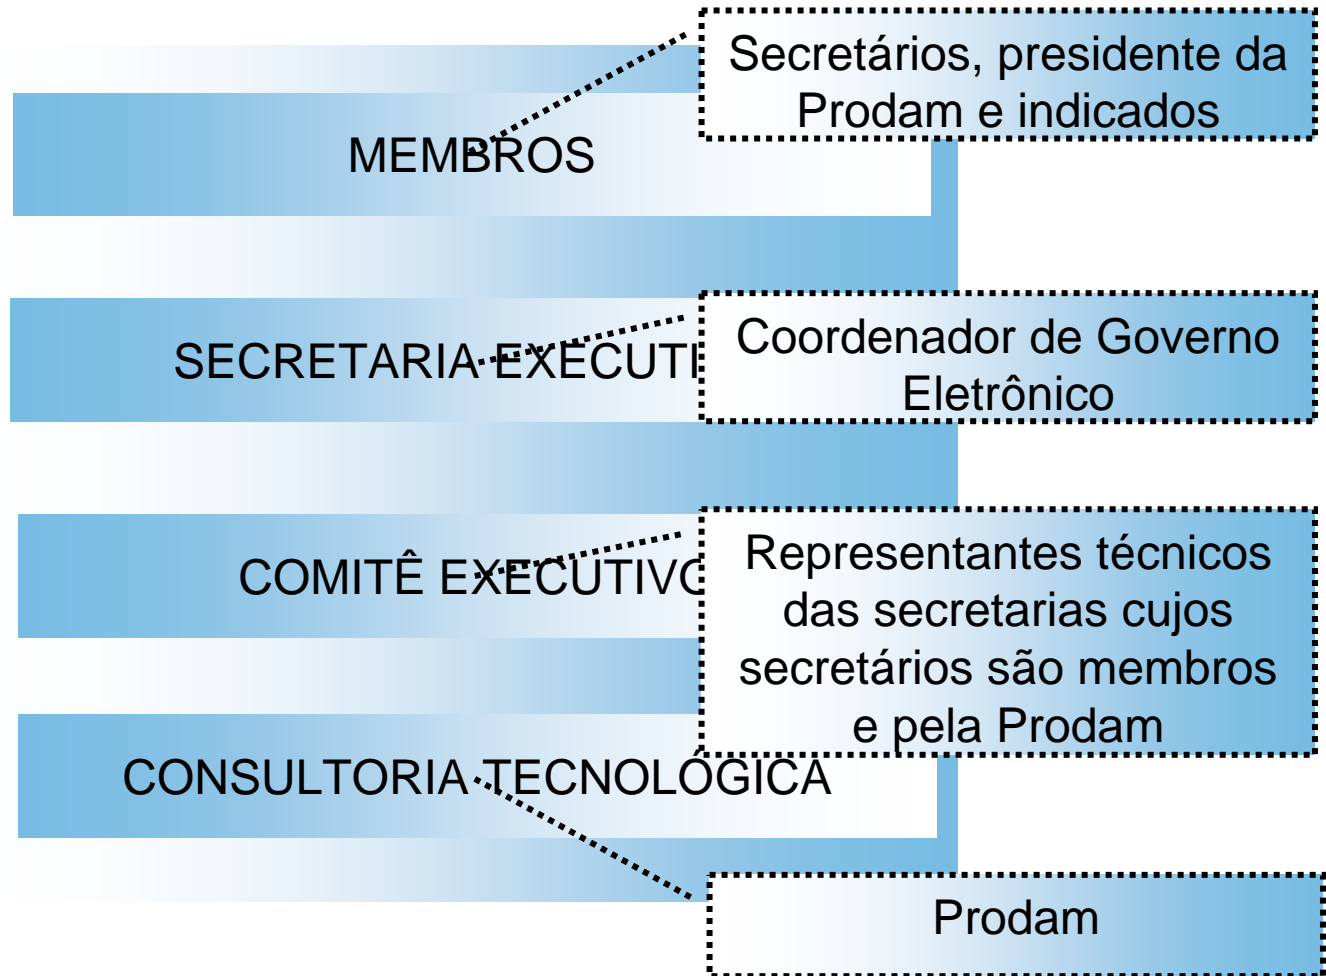 Secretários, presidente da
Prodam e indicados
MEMBROS
SECRETARIA EXECUTI
Coordenador de Governo
Eletrônico
COMITÊ EXECUTIVO
Representantes técnicos
das secretarias cujos
secretários são membros
e pela Prodam
CONSULTORIA TECNOLÓGICA
Prodam